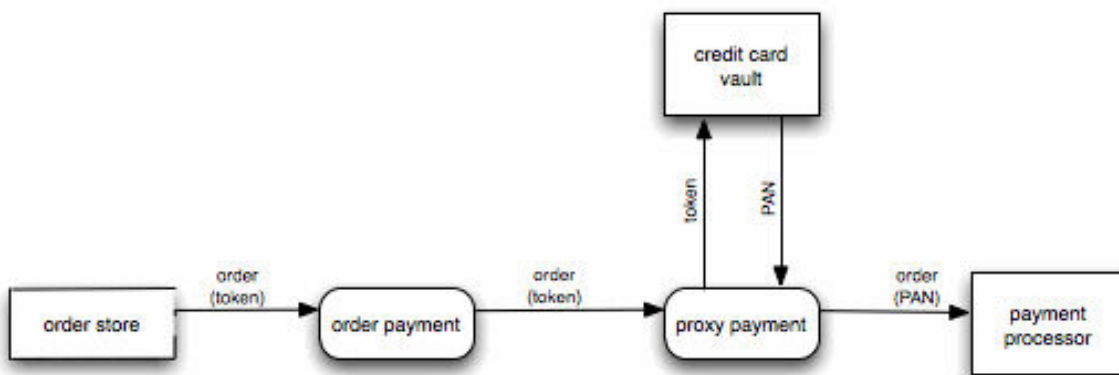 credit card
vault
token
PAN
order
(token)
order
(token)
order
(PAN)
order store
order payment
proxy payment
payment
processor